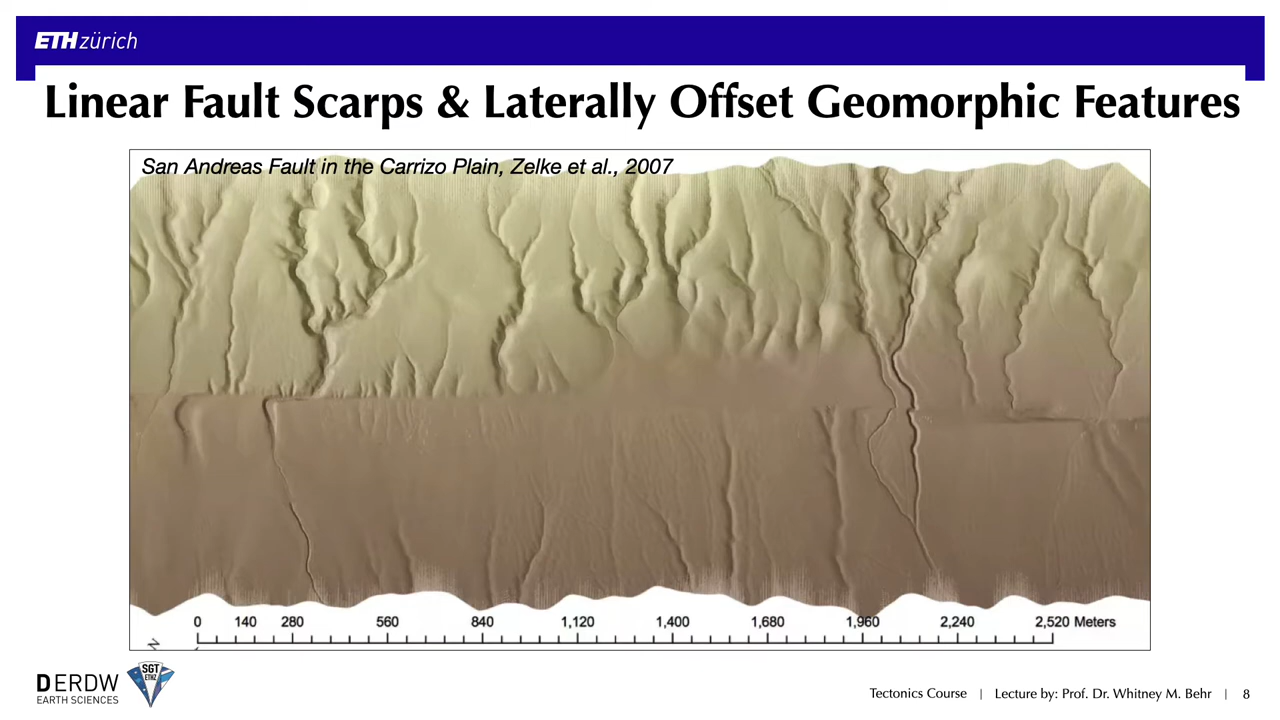 ETH zürich
Linear Fault Scarps & Laterally Offset Geomorphic Features
San Andreas Fault in the Carrizo Plain, Zelke et al., 2007
0 140 280 560 840 1,120 1,400 1,680 1,960 2,240 2,520 Meters
N
SGT
ETHZ
DERDW
EARTH SCIENCES
Tectonics Course | Lecture by: Prof. Dr. Whitney M. Behr | 8